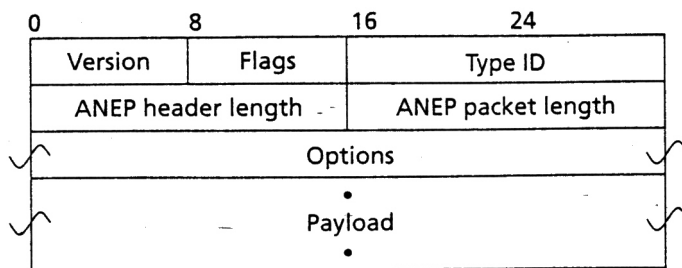 0 8 16 24
Version Flags Type ID
ANEP header length ANEP packet length
Options
Payload